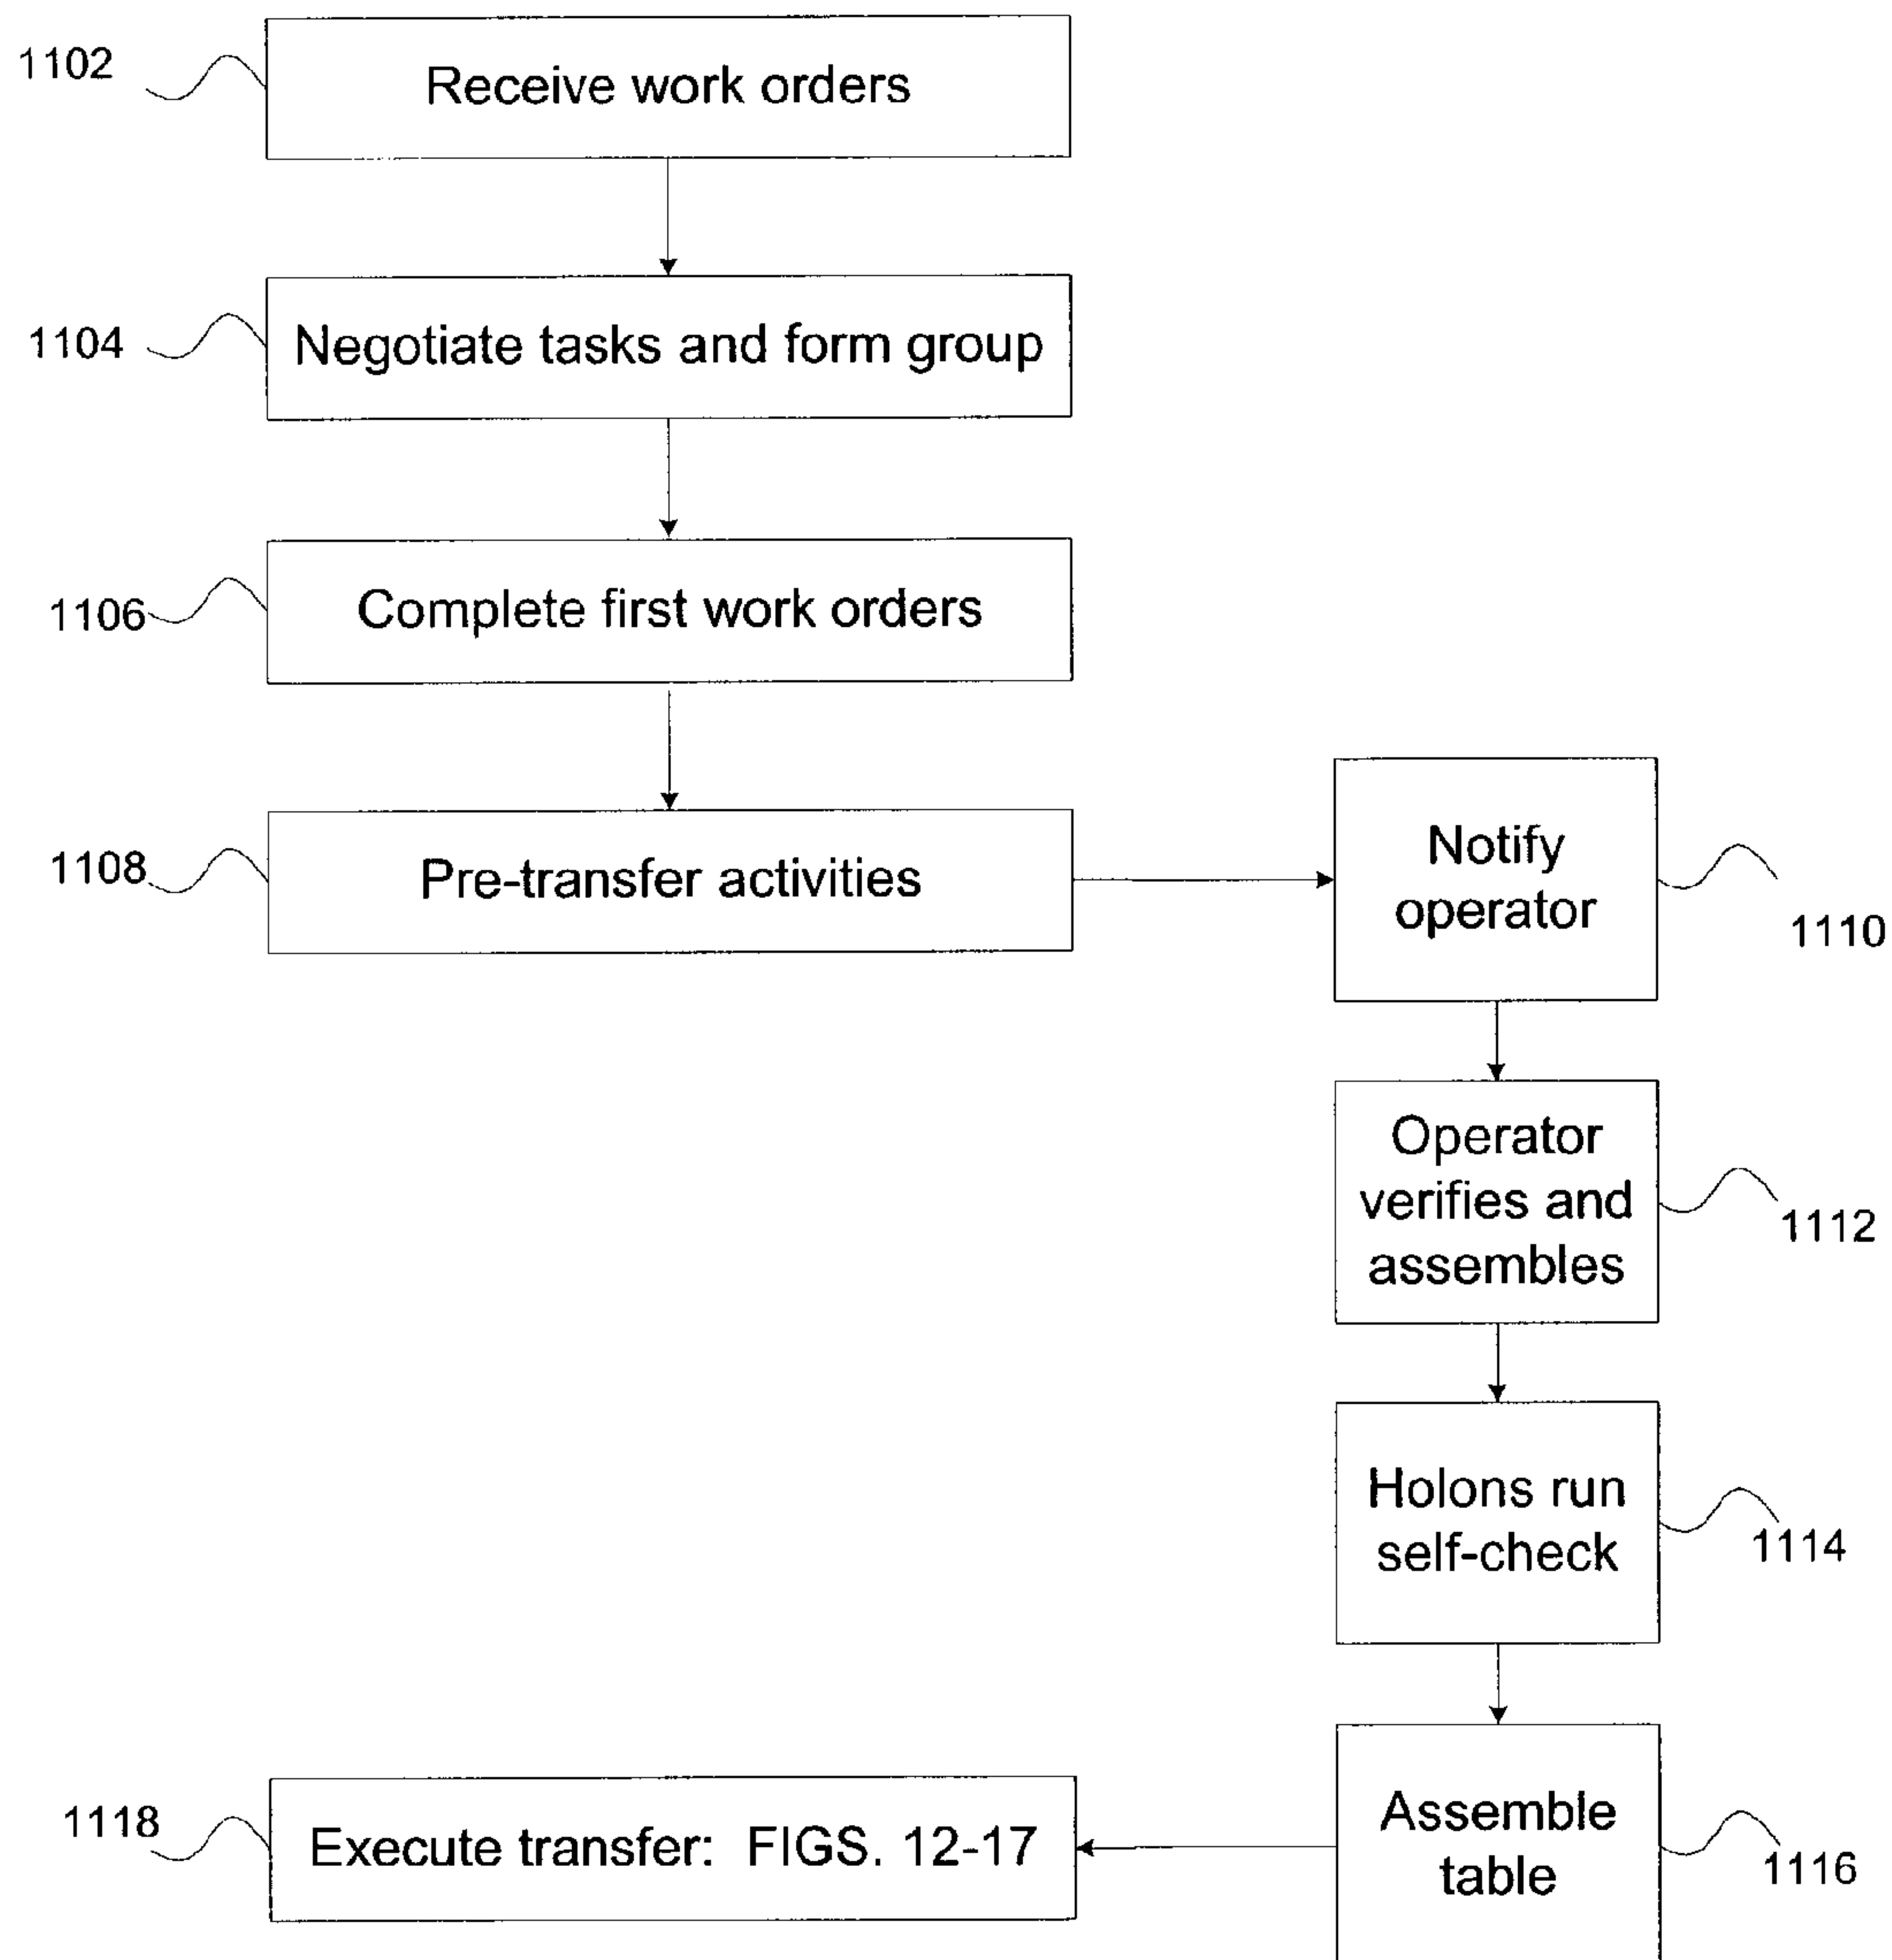 1102
Receive work orders
1104
Negotiate tasks and form group
1106
Complete first work orders
1108
Pre-transfer activities
Notify
operator
1110
Operator
verifies and
assembles
1112
Holons run
self-check
1114
Assemble
table
1116
1118
Execute transfer: FIGS. 12-17